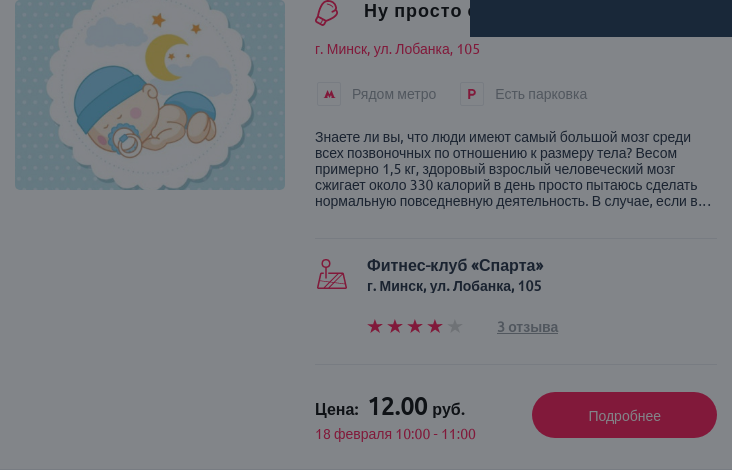 Ну просто
г. Минск, ул. Лобанка, 105
Рядом метро
P Есть парковка
Знаете ли вы, что люди имеют самый большой мозг среди
всех позвоночных по отношению к размеру тела? Весом
примерно 1,5 кг, здоровый взрослый человеческий мозг
сжигает около 330 калорий в день просто пытаюсь сделать
нормальную повседневную деятельность. В случае, если в...
Фитнес-клуб «Спарта»
г. Минск, ул. Лобанка, 105
3 отзыва
Цена: 12.00 руб.
Подробнее
18 февраля 10:00 - 11:00